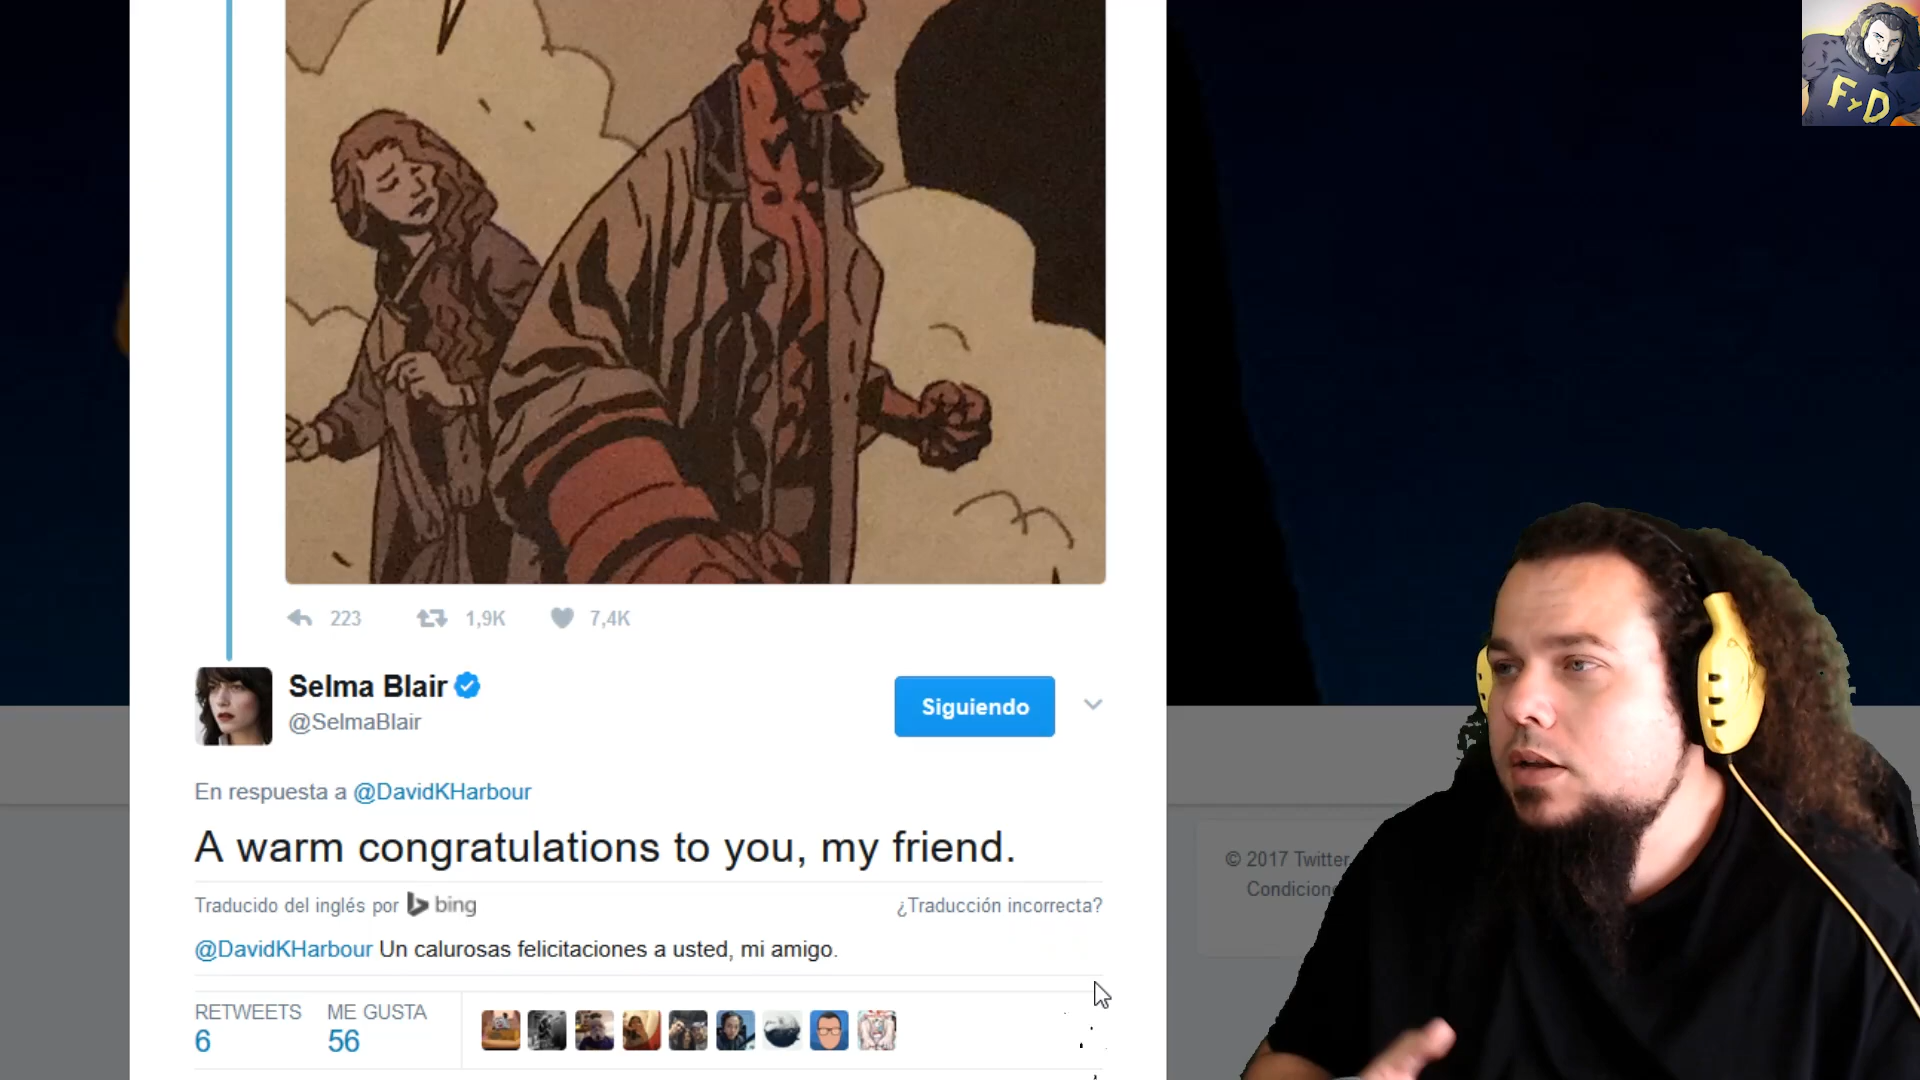 FyD
223 1,9K 7,4K
Selma Blair
@SelmaBlair
Siguiendo
En respuesta a @DavidKHarbour
A warm congratulations to you, my friend.
Traducido del inglés por bing
¿Traducción incorrecta?
@DavidKHarbour Un calurosas felicitaciones a usted, mi amigo.
RETWEETS ME GUSTA
6 56
© 2017 Twitter